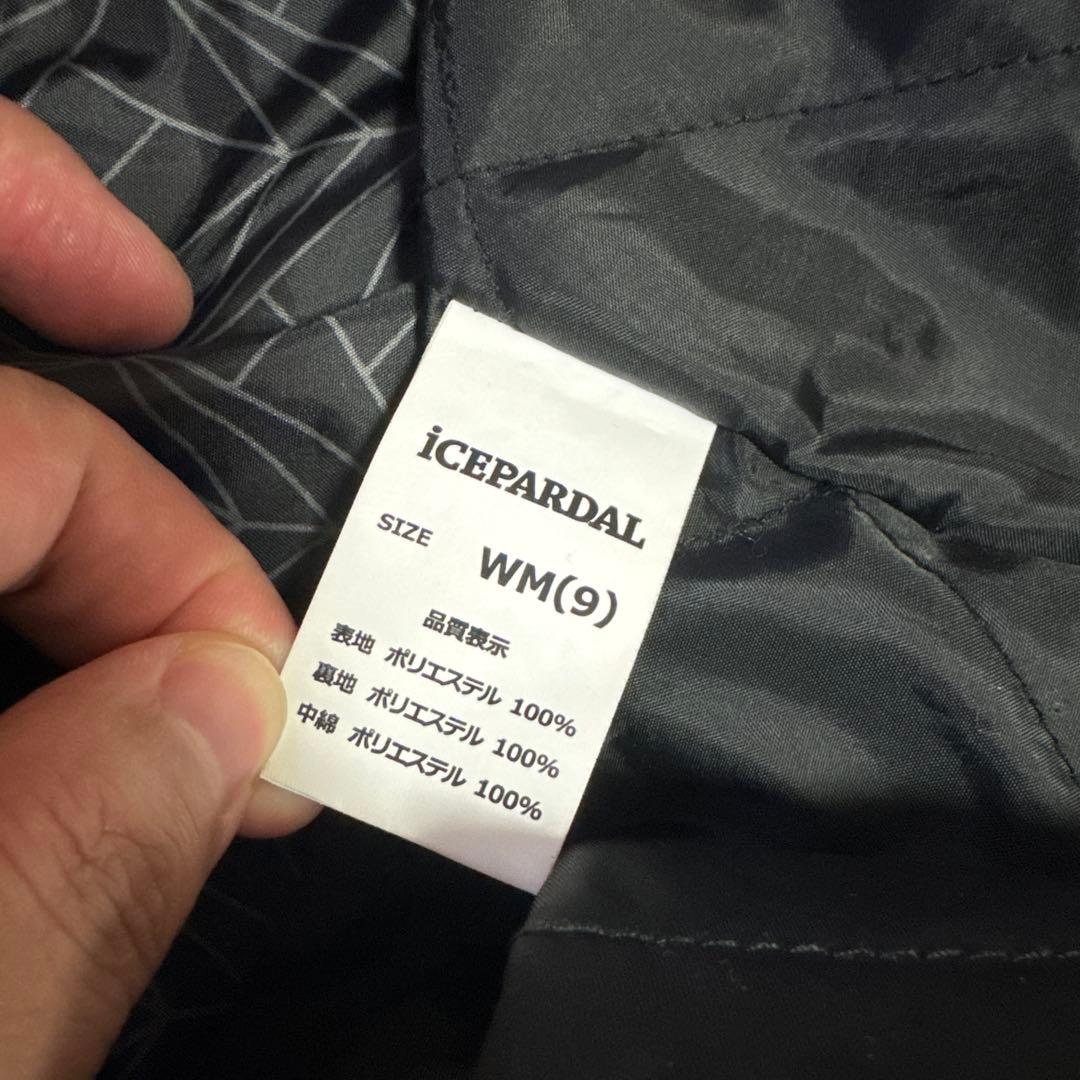 iCEPARDAL
SIZE WM(9)
品質表示
表地 ポリエステル 100%
裏地 ポリエステル 100%
中綿 ポリエステル 100%